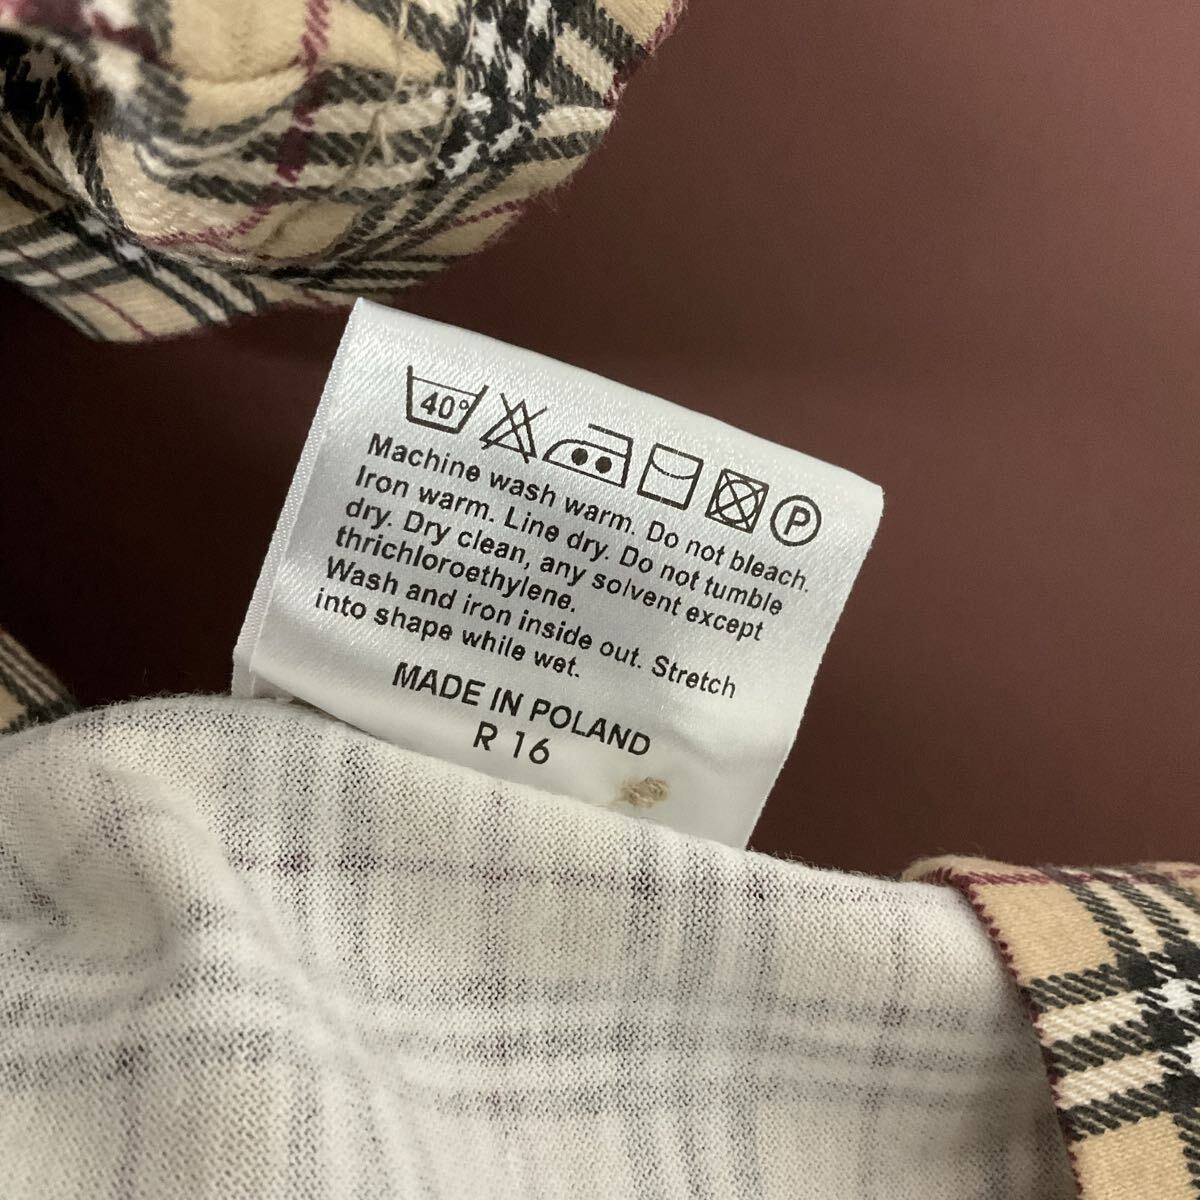 40° P
Machine wash warm. Do not bleach.
Iron warm. Line dry. Do not tumble
dry. Dry clean, any solvent except
thrichloroethylene.
Wash and iron inside out. Stretch
into shape while wet.
MADE IN POLAND
R 16